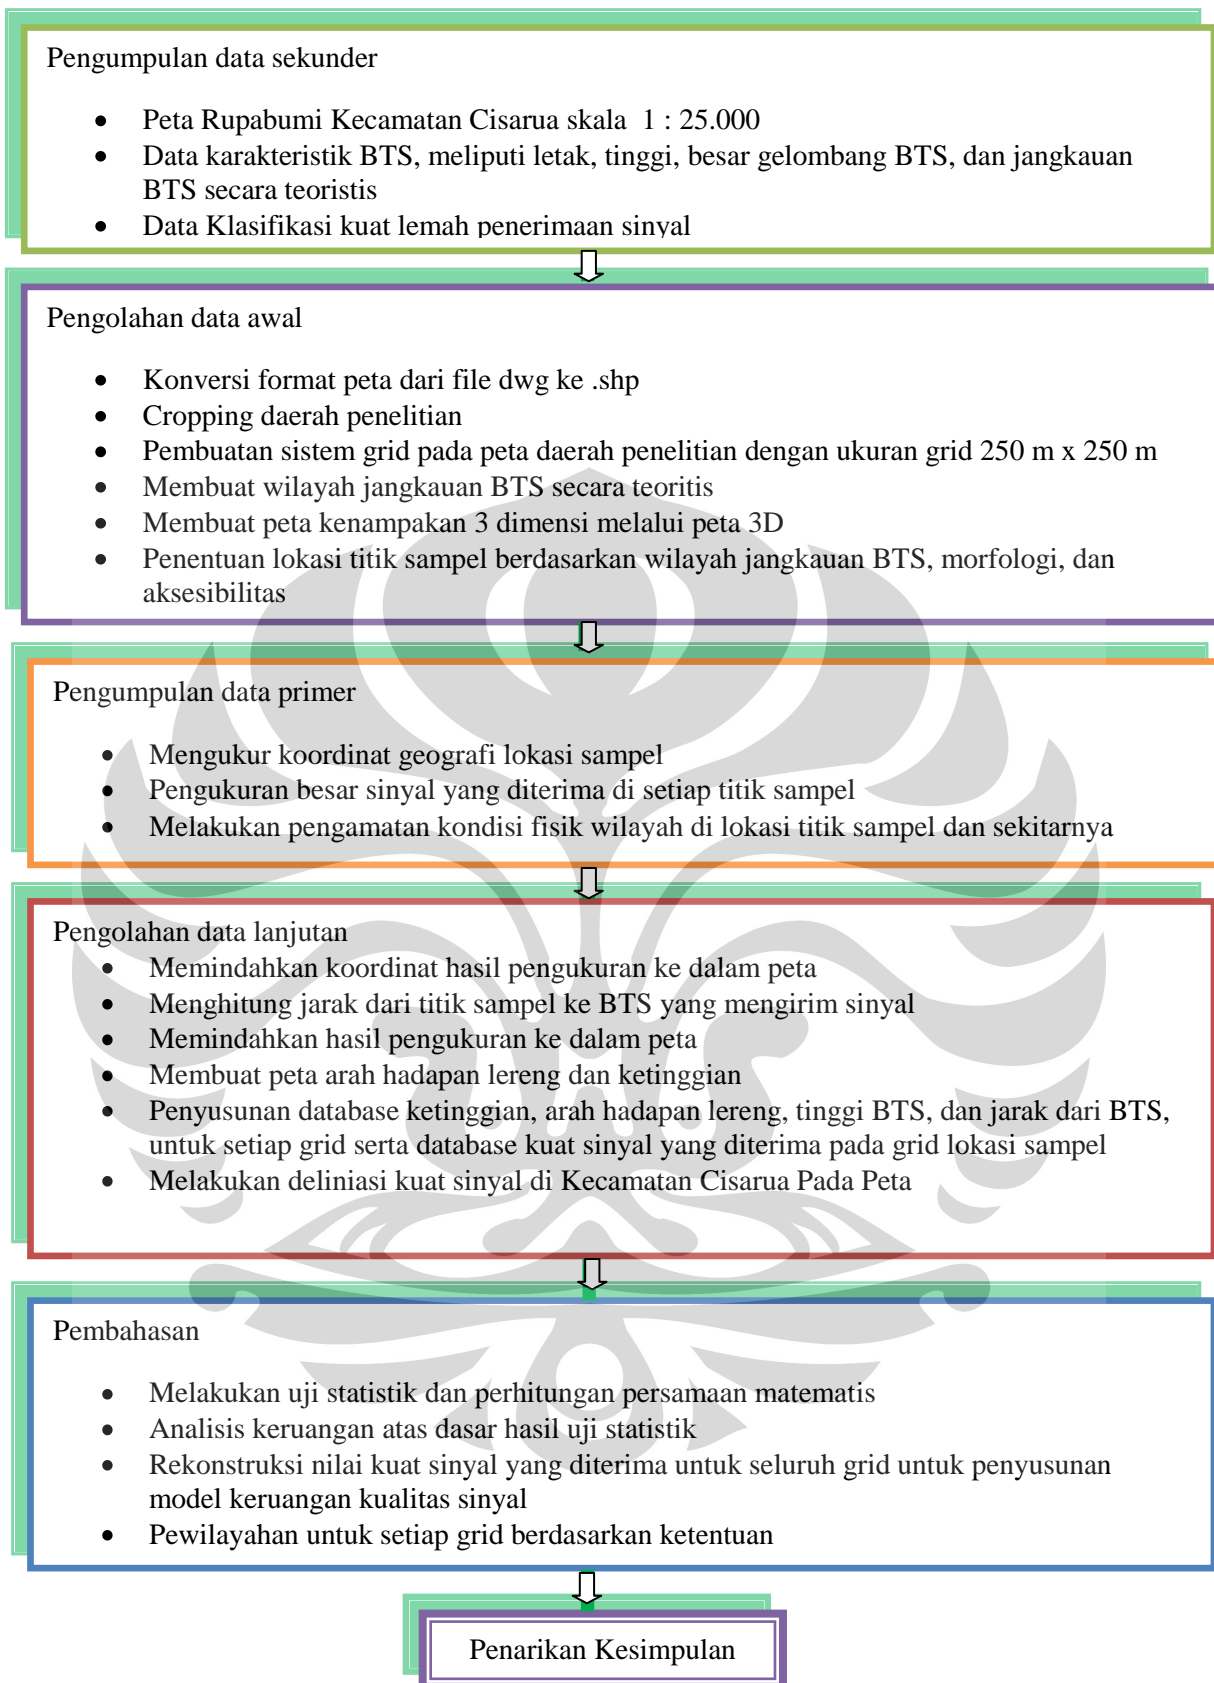 Pengumpulan data sekunder
• Peta Rupabumi Kecamatan Cisarua skala 1 : 25.000
• Data karakteristik BTS, meliputi letak, tinggi, besar gelombang BTS, dan jangkauan
BTS secara teoristis
• Data Klasifikasi kuat lemah penerimaan sinyal
Pengolahan data awal
• Konversi format peta dari file dwg ke .shp
• Cropping daerah penelitian
• Pembuatan sistem grid pada peta daerah penelitian dengan ukuran grid 250 m x 250 m
• Membuat wilayah jangkauan BTS secara teoritis
• Membuat peta kenampakan 3 dimensi melalui peta 3D
• Penentuan lokasi titik sampel berdasarkan wilayah jangkauan BTS, morfologi, dan
aksesibilitas
Pengumpulan data primer
• Mengukur koordinat geografi lokasi sampel
• Pengukuran besar sinyal yang diterima di setiap titik sampel
• Melakukan pengamatan kondisi fisik wilayah di lokasi titik sampel dan sekitarnya
Pengolahan data lanjutan
• Memindahkan koordinat hasil pengukuran ke dalam peta
• Menghitung jarak dari titik sampel ke BTS yang mengirim sinyal
• Memindahkan hasil pengukuran ke dalam peta
• Membuat peta arah hadapan lereng dan ketinggian
• Penyusunan database ketinggian, arah hadapan lereng, tinggi BTS, dan jarak dari BTS,
untuk setiap grid serta database kuat sinyal yang diterima pada grid lokasi sampel
• Melakukan deliniasi kuat sinyal di Kecamatan Cisarua Pada Peta
Pembahasan
• Melakukan uji statistik dan perhitungan persamaan matematis
• Analisis keruangan atas dasar hasil uji statistik
• Rekonstruksi nilai kuat sinyal yang diterima untuk seluruh grid untuk penyusunan
model keruangan kualitas sinyal
• Pewilayahan untuk setiap grid berdasarkan ketentuan
Penarikan Kesimpulan